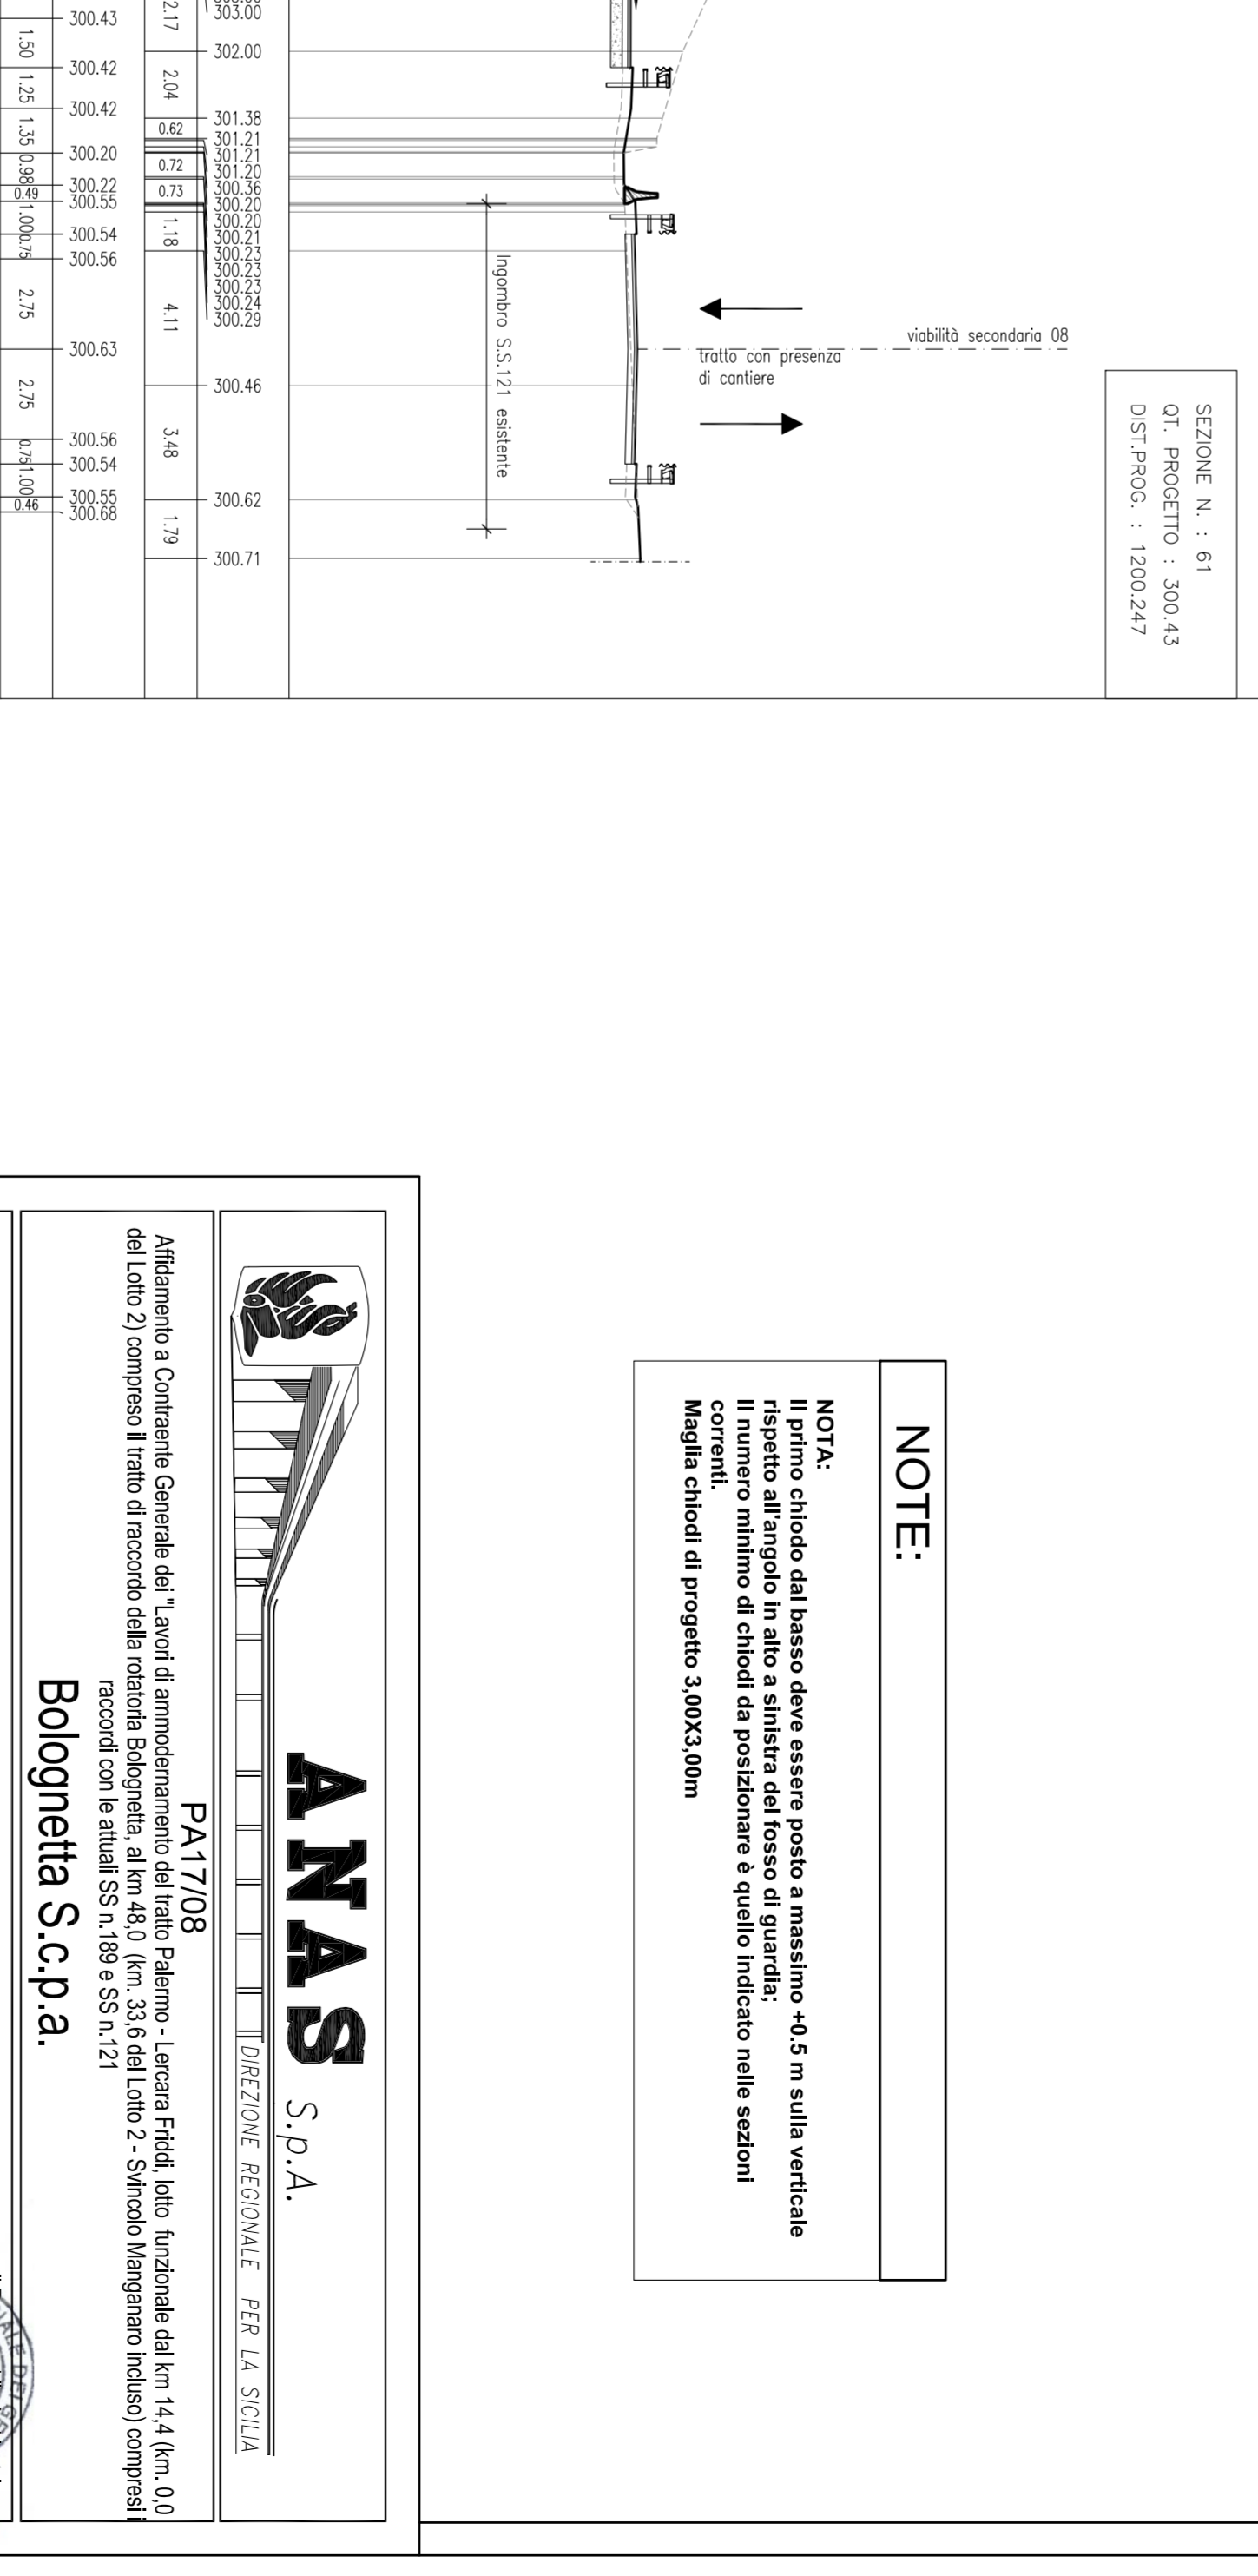 SEZIONE N. : 61
QT. PROGETTO : 300.43
DIST.PROG. : 1200.247
viabilità secondaria 08
tratto con presenza
di cantiere
Ingombro S.S.121 esistente
303.00
302.00
301.38
301.21
301.21
301.20
300.36
300.20
300.20
300.21
300.23
300.23
300.23
300.24
300.29
300.46
300.62
300.71
2.17
2.04
0.62
0.72
0.73
1.18
4.11
3.48
1.79
300.43
300.42
300.42
300.20
300.22
300.55
300.54
300.56
300.63
300.56
300.54
300.55
300.68
1.50
1.25
1.35
0.98
0.49
1.00
0.75
2.75
2.75
0.75
1.00
0.46
NOTE:
NOTA:
Il primo chiodo dal basso deve essere posto a massimo +0.5 m sulla verticale
rispetto all'angolo in alto a sinistra del fosso di guardia;
Il numero minimo di chiodi da posizionare è quello indicato nelle sezioni
correnti.
Maglia chiodi di progetto 3,00X3,00m
ANAS S.p.A.
DIREZIONE REGIONALE PER LA SICILIA
PA17/08
Affidamento a Contraente Generale dei "Lavori di ammodernamento del tratto Palermo - Lercara Friddi, lotto funzionale dal km 14,4 (km. 0,0
del Lotto 2) compreso il tratto di raccordo della rotatoria Bolognetta, al km 48,0 (km. 33,6 del Lotto 2 - Svincolo Manganaro incluso) compresi i
raccordi con le attuali SS n.189 e SS n.121
Bolognetta S.c.p.a.